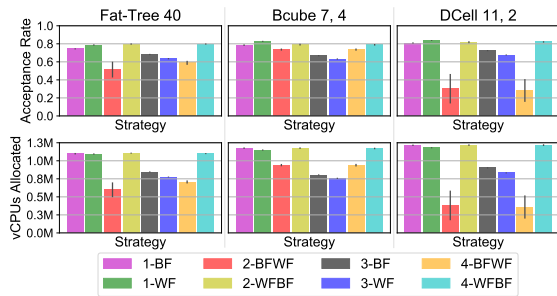 Fat-Tree 40 Bcube 7, 4 DCell 11, 2
Acceptance Rate
1.0
0.8
0.6
0.4
0.2
0.0
Strategy Strategy Strategy
vCPUs Allocated
1.3M
1.0M
0.8M
0.5M
0.3M
0.0M
Strategy Strategy Strategy
1-BF 2-BFWF 3-BF 4-BFWF
1-WF 2-WFBF 3-WF 4-WFBF